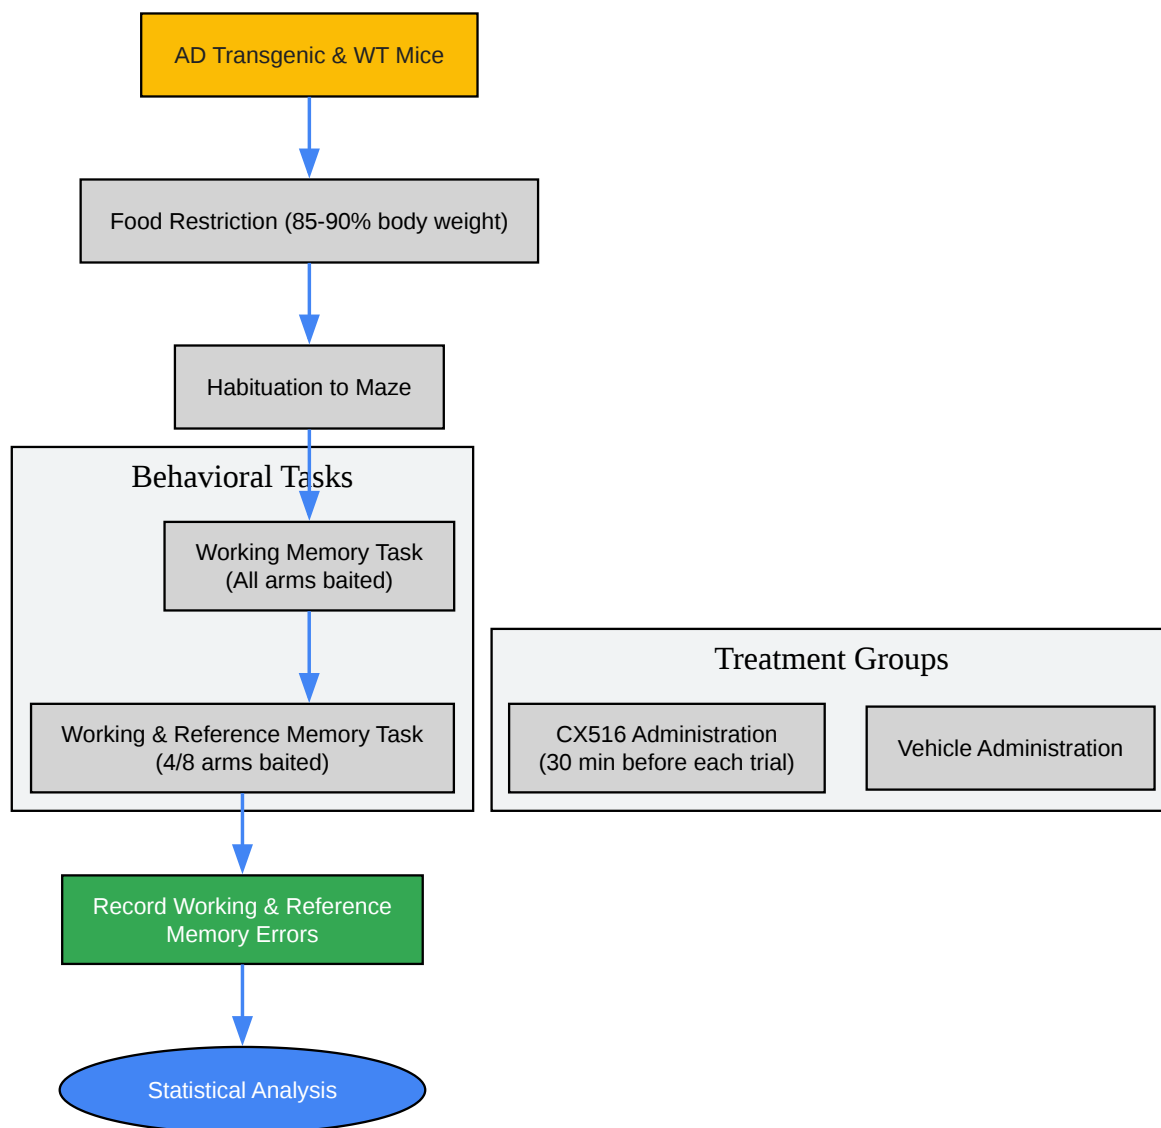 AD Transgenic & WT Mice
Food Restriction (85-90% body weight)
Habituation to Maze
Behavioral Tasks
Working Memory Task
(All arms baited)
Working & Reference Memory Task
(4/8 arms baited)
Treatment Groups
CX516 Administration
(30 min before each trial)
Vehicle Administration
Record Working & Reference
Memory Errors
Statistical Analysis